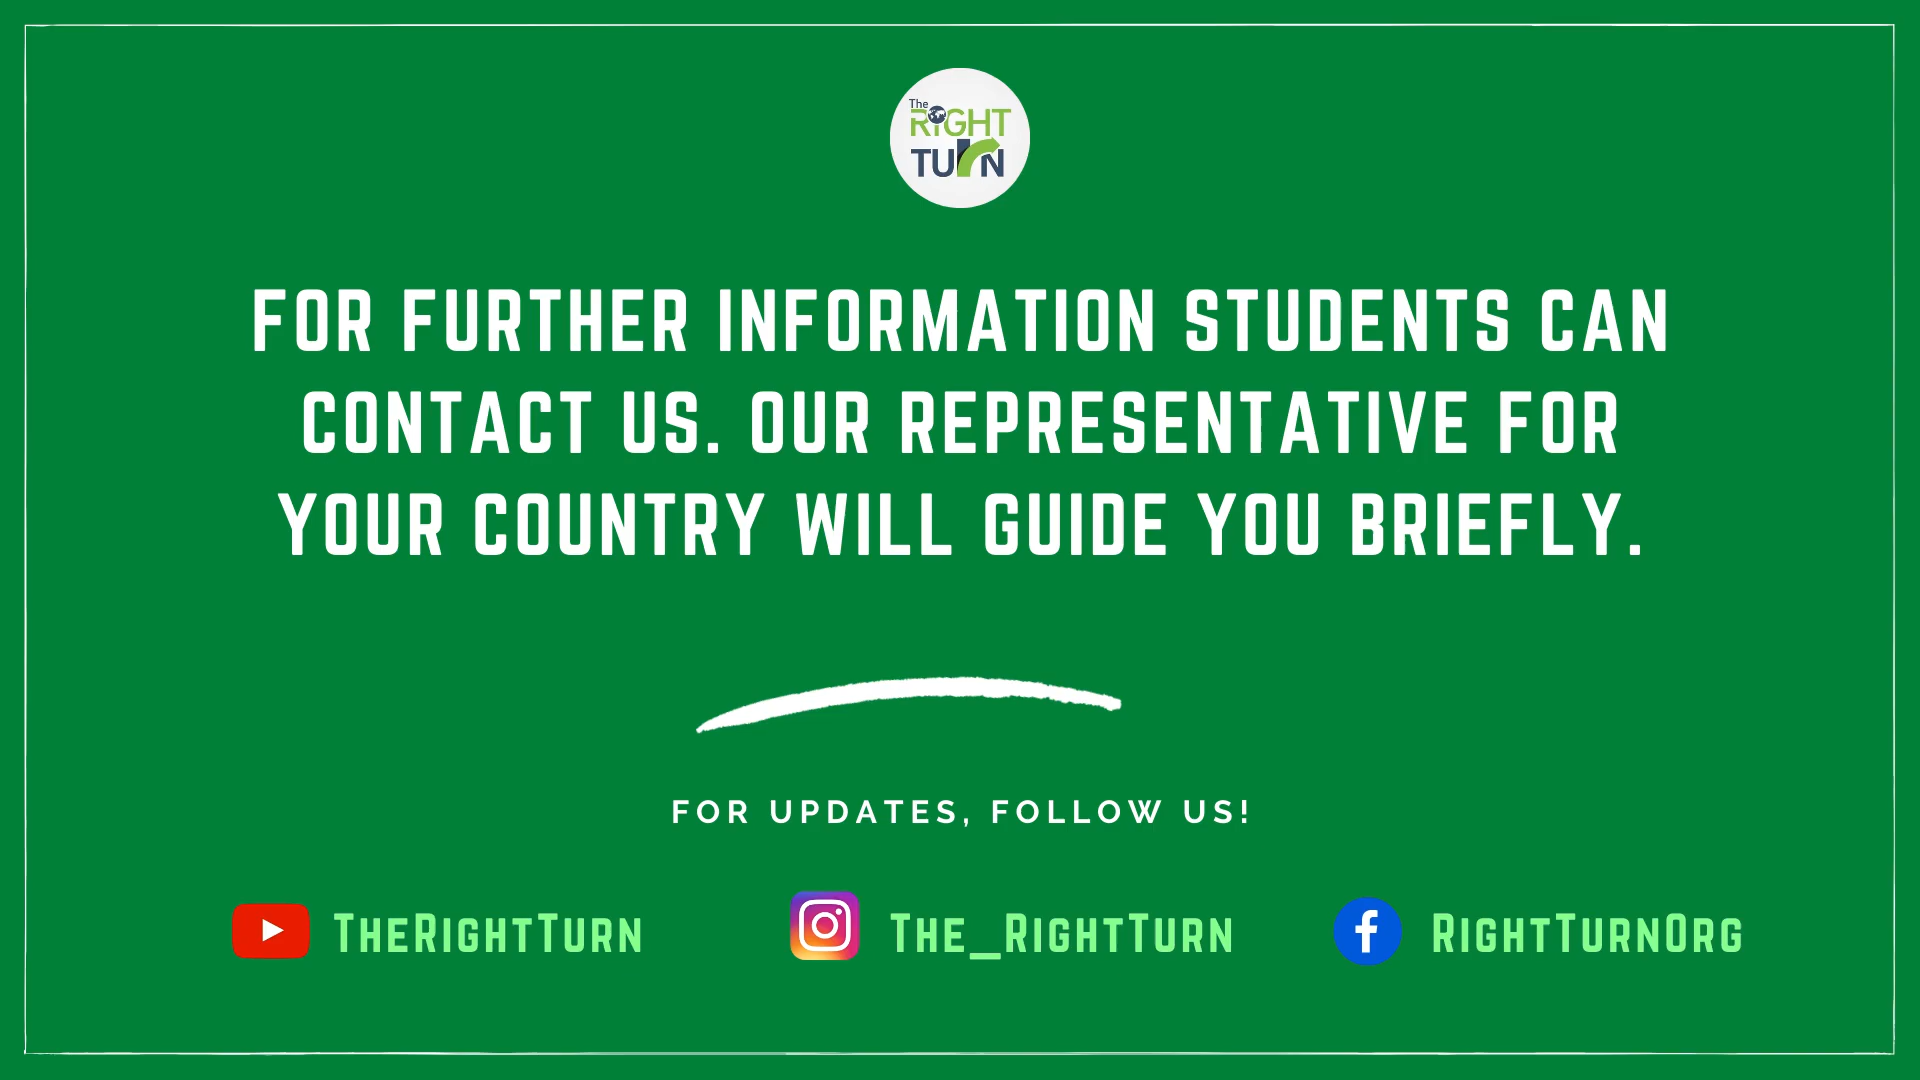 The
RIGHT
TURN
FOR FURTHER INFORMATION STUDENTS CAN
CONTACT US. OUR REPRESENTATIVE FOR
YOUR COUNTRY WILL GUIDE YOU BRIEFLY.
FOR UPDATES, FOLLOW US!
TheRightTurn
The_RightTurn
RightTurnOrg